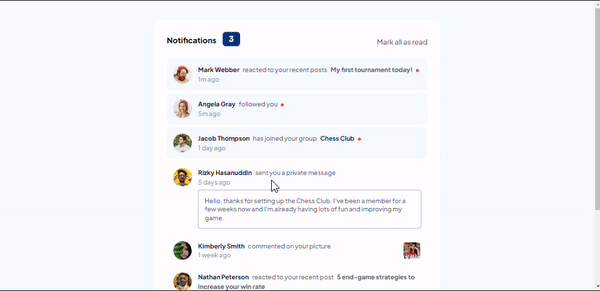 Notifications 3
Mark all as read
Mark Webber reacted to your recent posts My first tournament today!
1m ago
Angela Gray followed you
5m ago
Jacob Thompson has joined your group Chess Club
1 day ago
Rizky Hasanuddin sent you a private message
5 days ago
Hello, thanks for setting up the Chess Club. I've been a member for a
few weeks now and I'm already having lots of fun and improving my
game.
Kimberly Smith commented on your picture
1 week ago
Nathan Peterson reacted to your recent post 5 end-game strategies to
increase your win rate